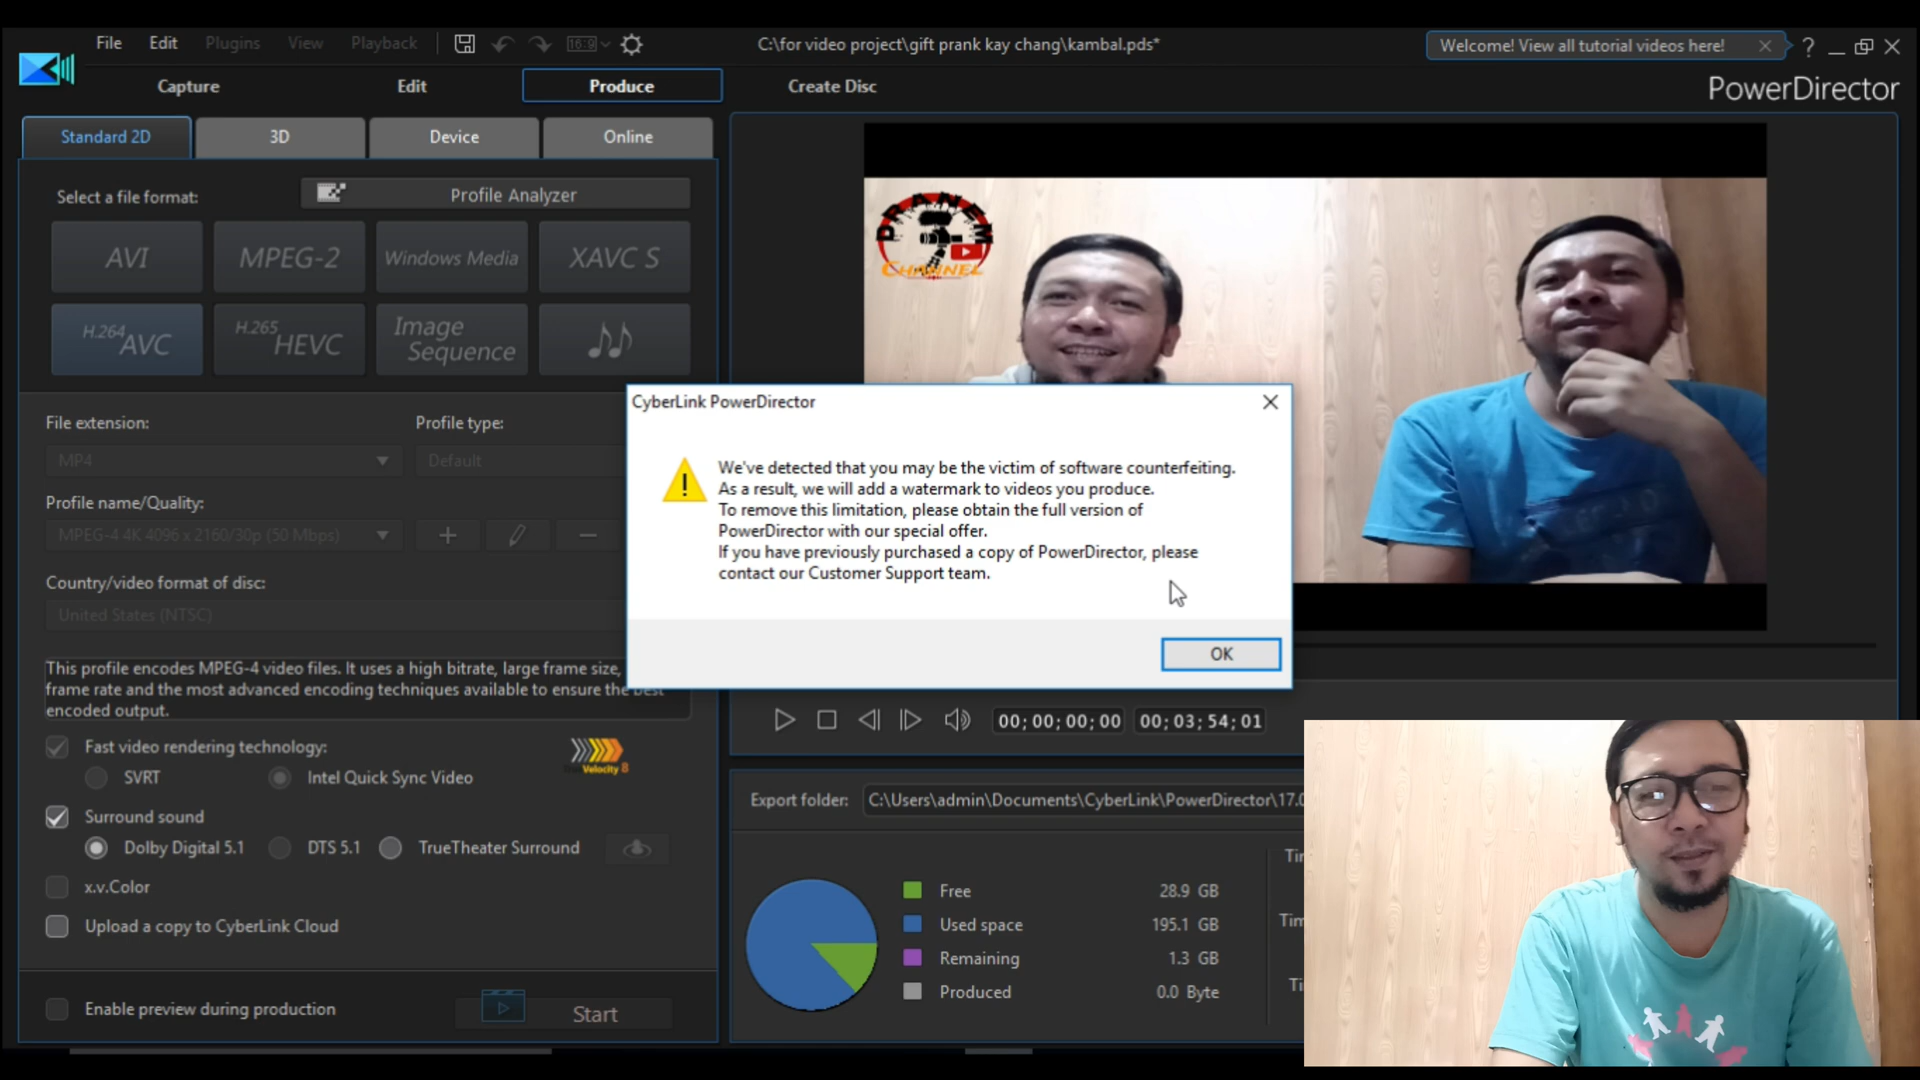 File Edit Plugins View Playback 16:9
C:\for video project\gift prank kay chang\kambal.pds*
Welcome! View all tutorial videos here!
?
Capture Edit Produce Create Disc
PowerDirector
Standard 2D 3D Device Online
Select a file format: Profile Analyzer
AVI MPEG-2 Windows Media XAVC S
H.264 AVC H.265 HEVC Image Sequence
PRANEM
CHANNEL
File extension: Profile type:
MP4 Default
Profile name/Quality:
MPEG-4 4K 4096 x 2160/30p (50 Mbps)
Country/video format of disc:
United States (NTSC)
This profile encodes MPEG-4 video files. It uses a high bitrate, large frame size,
frame rate and the most advanced encoding techniques available to ensure the best
encoded output.
CyberLink PowerDirector
We've detected that you may be the victim of software counterfeiting.
As a result, we will add a watermark to videos you produce.
To remove this limitation, please obtain the full version of
PowerDirector with our special offer.
If you have previously purchased a copy of PowerDirector, please
contact our Customer Support team.
OK
00;00;00;00 00;03;54;01
Fast video rendering technology:
Velocity 8
SVRT Intel Quick Sync Video
Surround sound
Dolby Digital 5.1 DTS 5.1 TrueTheater Surround
x.v.Color
Upload a copy to CyberLink Cloud
Enable preview during production
Start
Export folder: C:\Users\admin\Documents\CyberLink\PowerDirector\17.0
Free 28.9 GB
Used space 195.1 GB
Remaining 1.3 GB
Produced 0.0 Byte